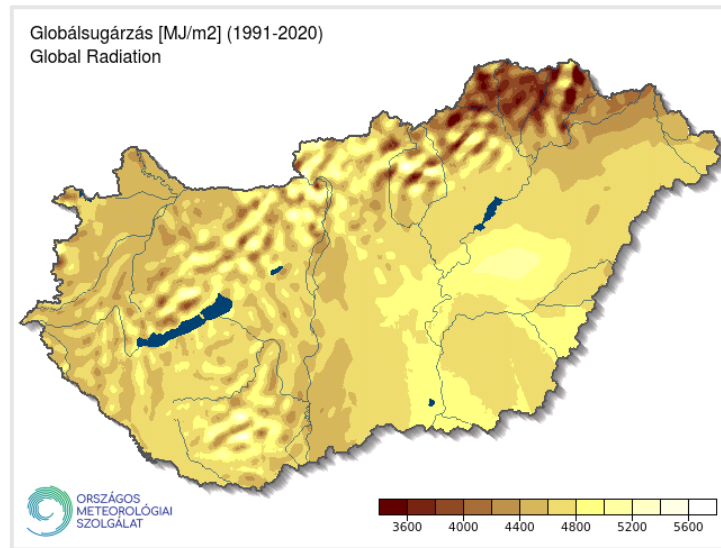 Globálsugárzás [MJ/m2] (1991-2020)
Global Radiation
ORSZÁGOS
METEOROLÓGIAI
SZOLGÁLAT
3600 4000 4400 4800 5200 5600